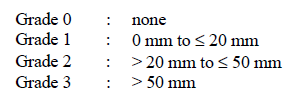 Grade 0 : none
Grade 1 : 0 mm to ≤ 20 mm
Grade 2 : > 20 mm to ≤ 50 mm
Grade 3 : > 50 mm